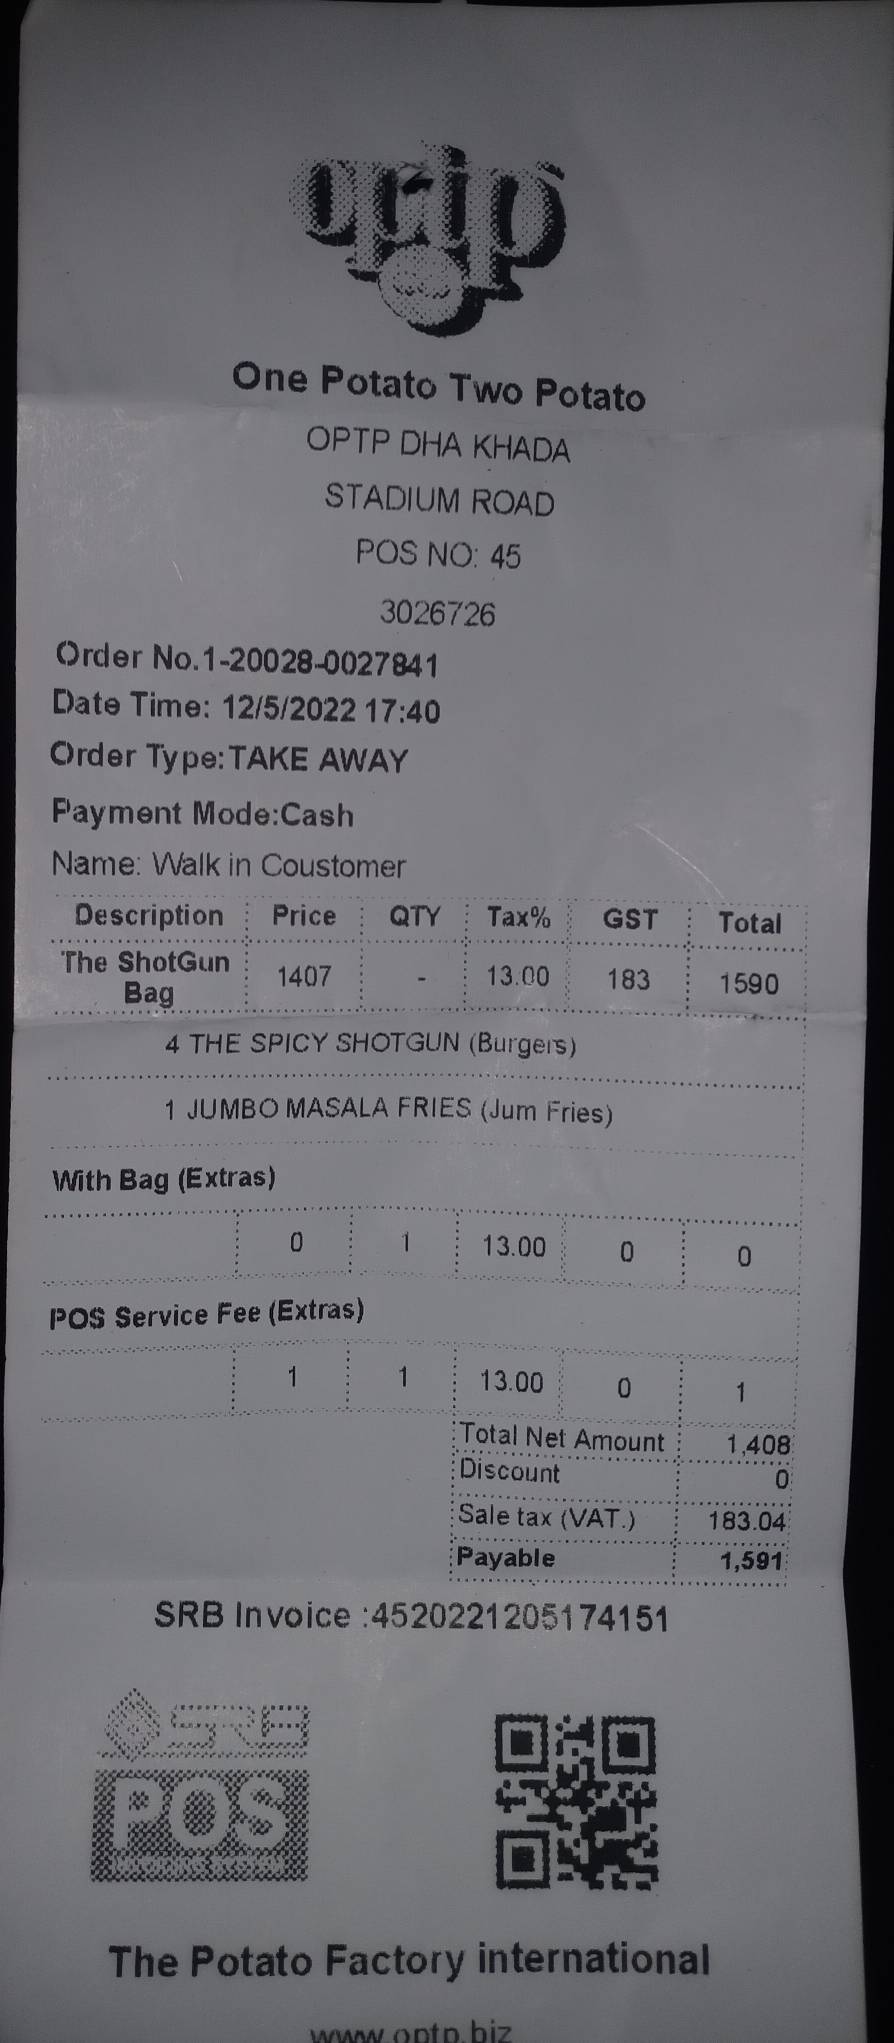 optp
One Potato Two Potato
OPTP DHA KHADA
STADIUM ROAD
POS NO: 45
3026726
Order No.1-20028-0027841
Date Time: 12/5/2022 17:40
Order Type:TAKE AWAY
Payment Mode:Cash
Name: Walk in Coustomer
Description Price QTY Tax% GST Total
The ShotGun Bag 1407 - 13.00 183 1590
4 THE SPICY SHOTGUN (Burgers)
1 JUMBO MASALA FRIES (Jum Fries)
With Bag (Extras)
0 1 13.00 0 0
POS Service Fee (Extras)
1 1 13.00 0 1
Total Net Amount 1,408
Discount 0
Sale tax (VAT.) 183.04
Payable 1,591
SRB Invoice :4520221205174151
SRB
POS
The Potato Factory international
www.optp.biz